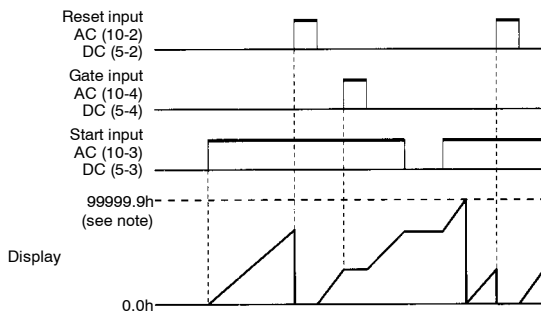 Reset input
AC (10-2)
DC (5-2)
Gate input
AC (10-4)
DC (5-4)
Start input
AC (10-3)
DC (5-3)
99999.9h
(see note)
Display
0.0h